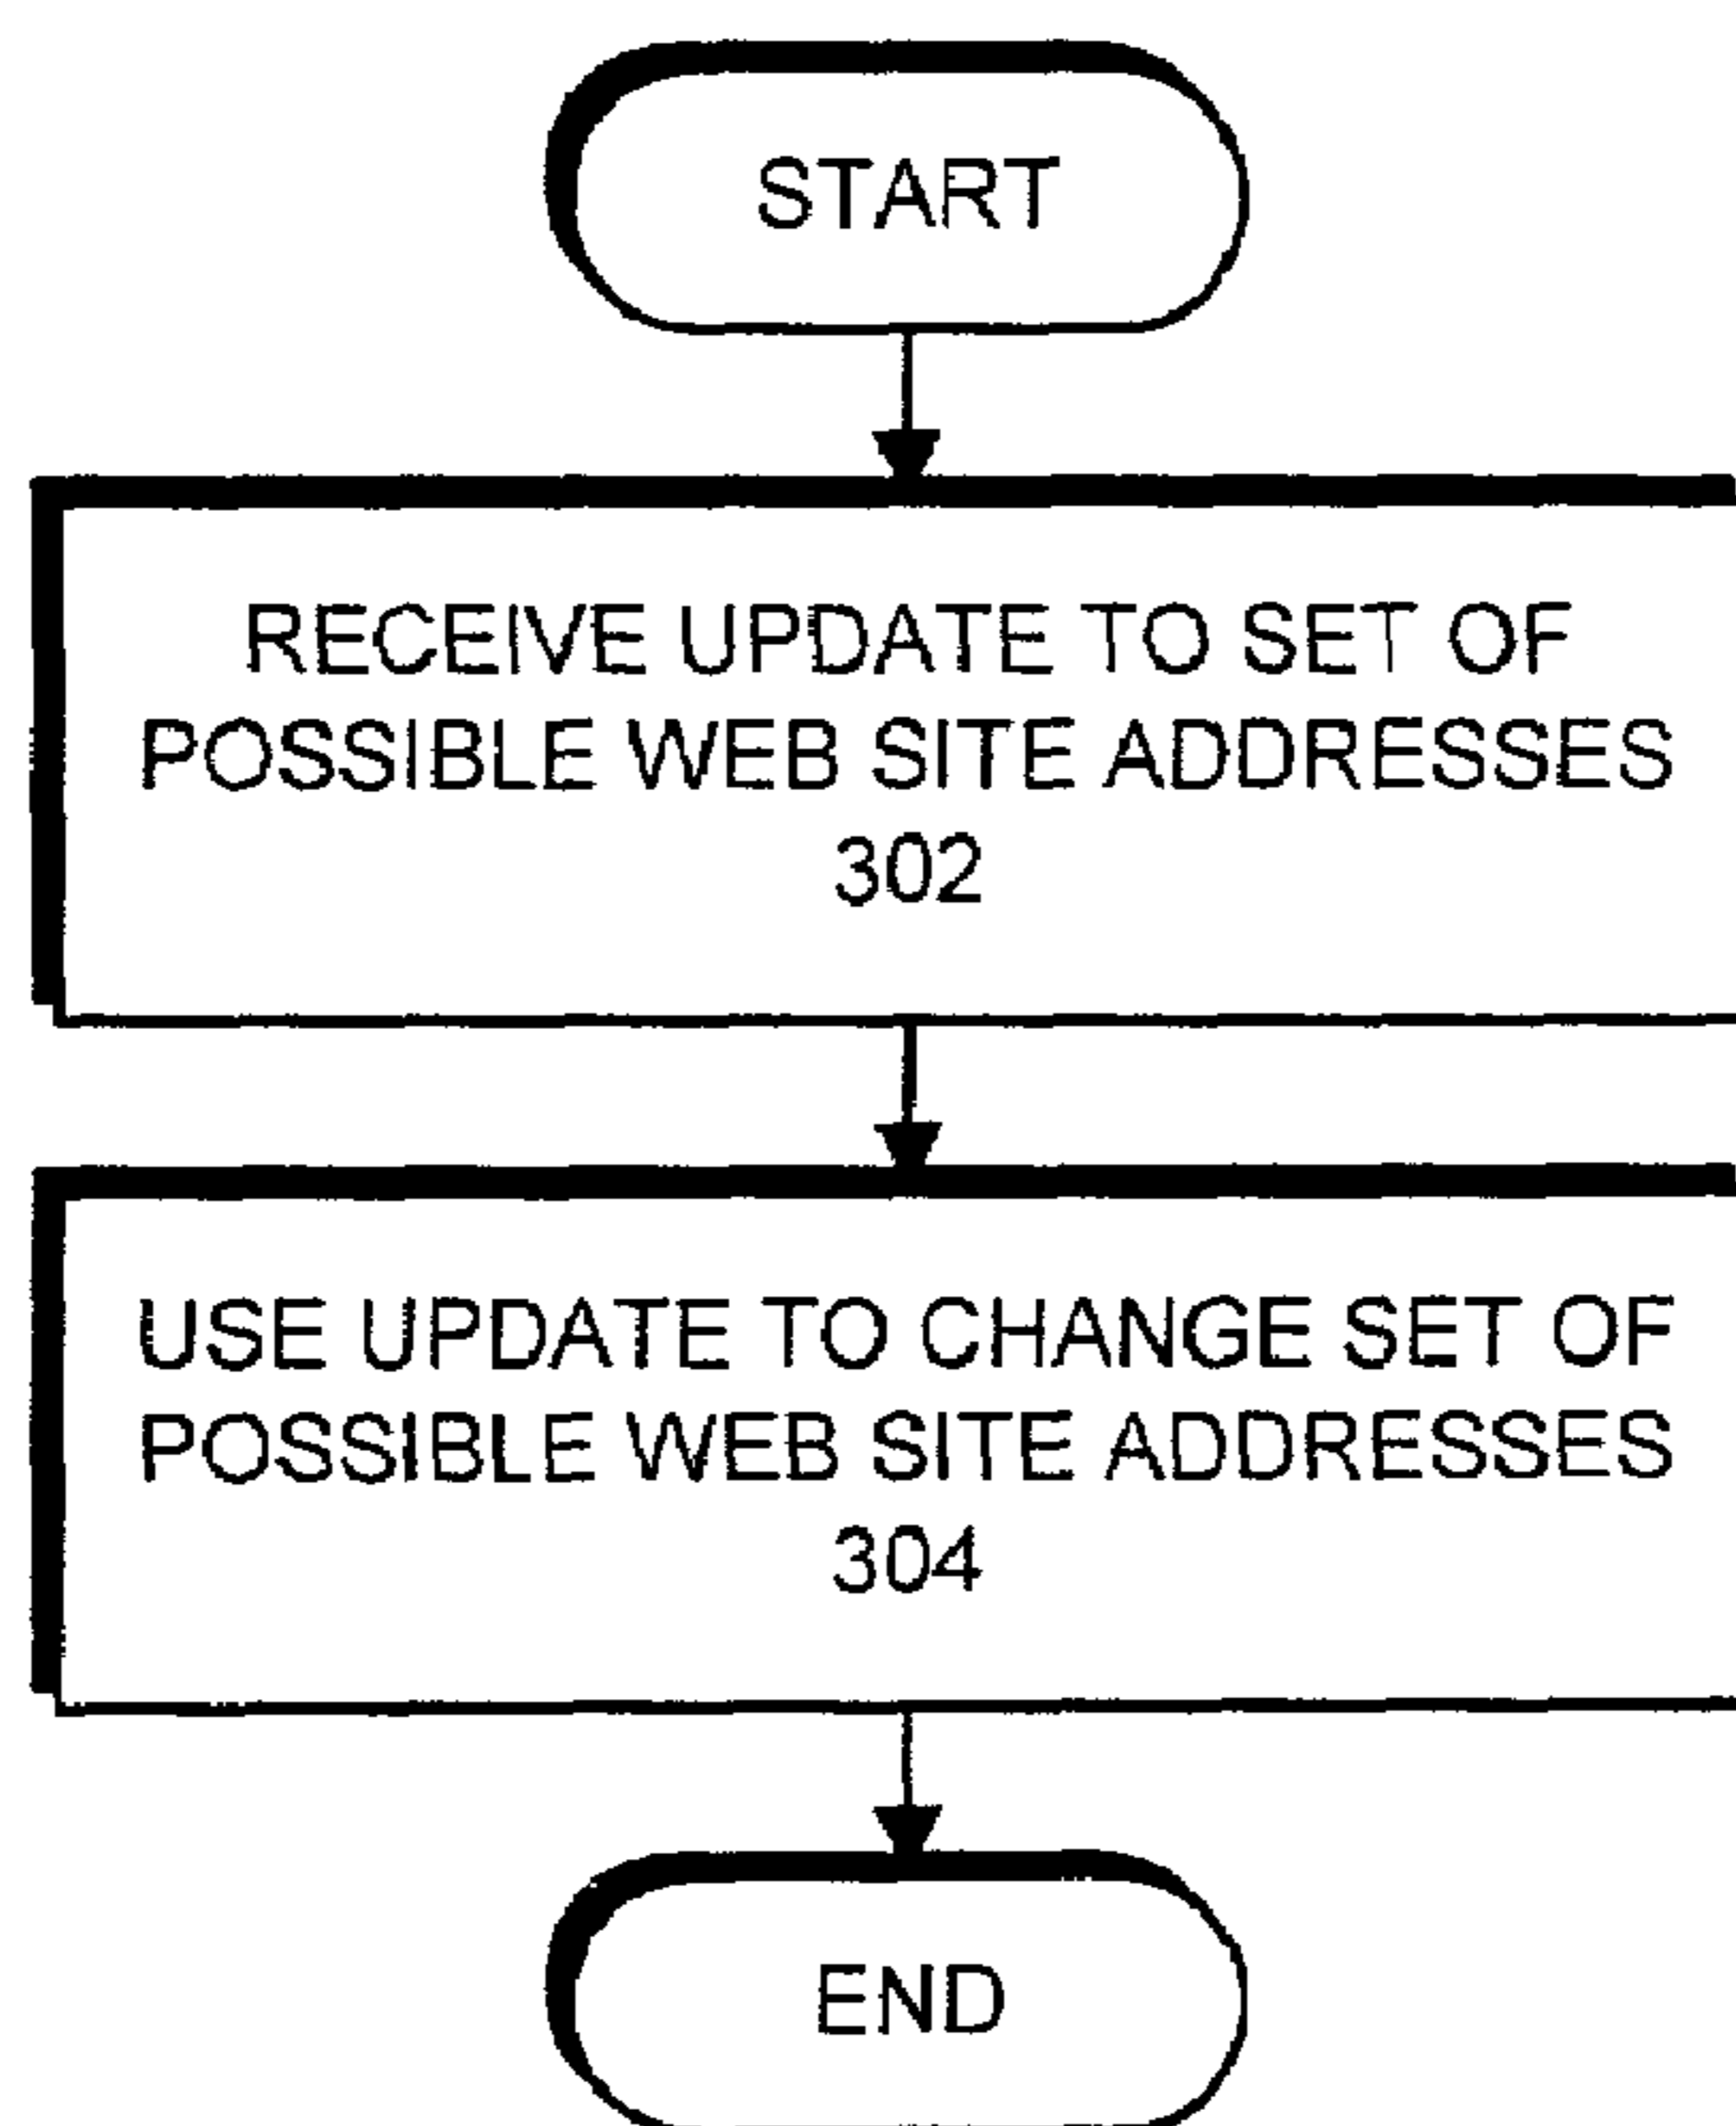 START
RECEIVE UPDATE TO SET OF
POSSIBLE WEB SITE ADDRESSES
302
USE UPDATE TO CHANGE SET OF
POSSIBLE WEB SITE ADDRESSES
304
END